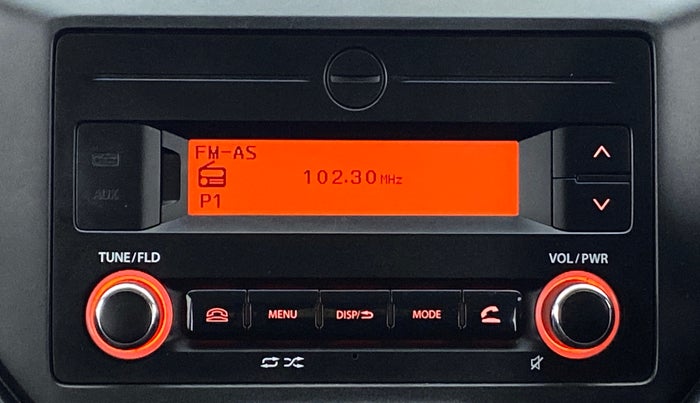 FM-AS
102.30 MHz
P1
AUX
TUNE/FLD
VOL/PWR
MENU
DISP/
MODE